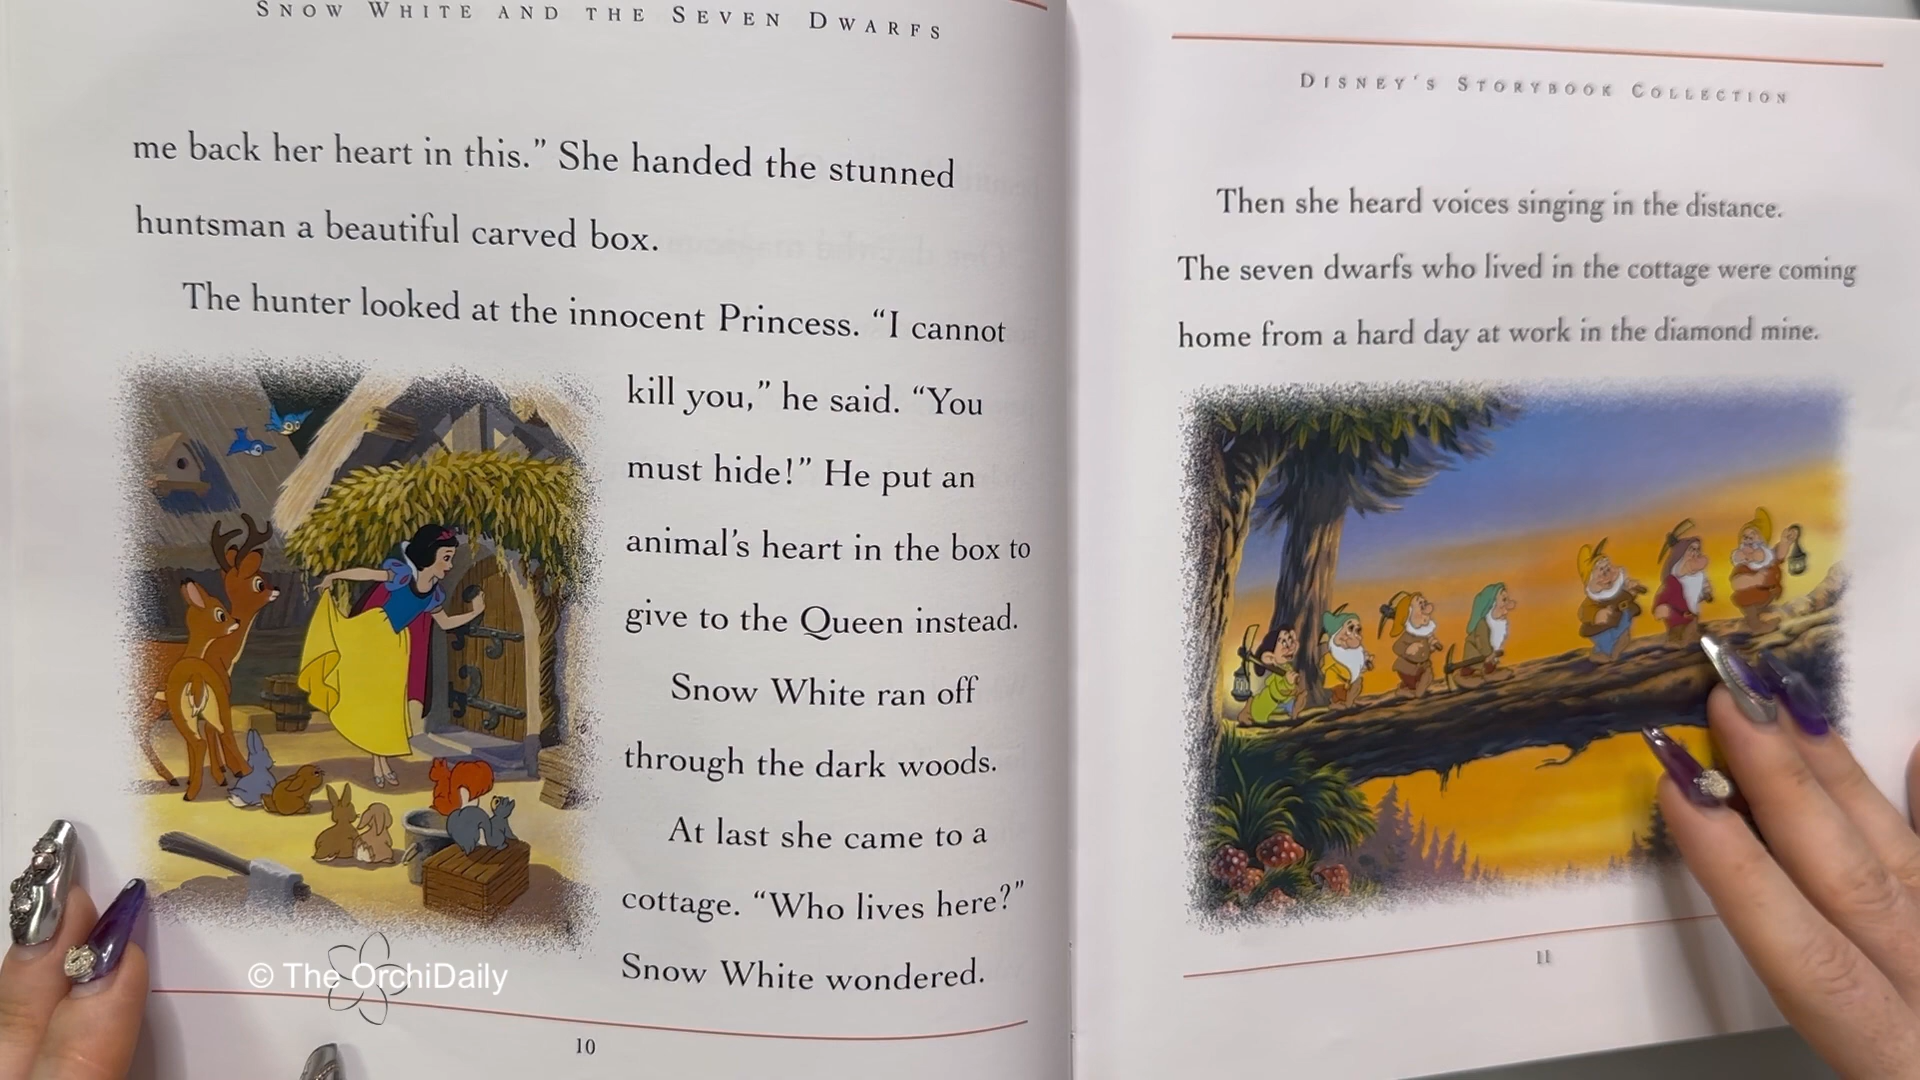 SNOW WHITE AND THE SEVEN DWARFS
me back her heart in this.” She handed the stunned
huntsman a beautiful carved box.
The hunter looked at the innocent Princess. “I cannot
kill you,” he said. “You
must hide!” He put an
animal’s heart in the box to
give to the Queen instead.
Snow White ran off
through the dark woods.
At last she came to a
cottage. “Who lives here?”
Snow White wondered.
© The OrchiDaily
10
DISNEY’S STORYBOOK COLLECTION
Then she heard voices singing in the distance.
The seven dwarfs who lived in the cottage were coming
home from a hard day at work in the diamond mine.
11